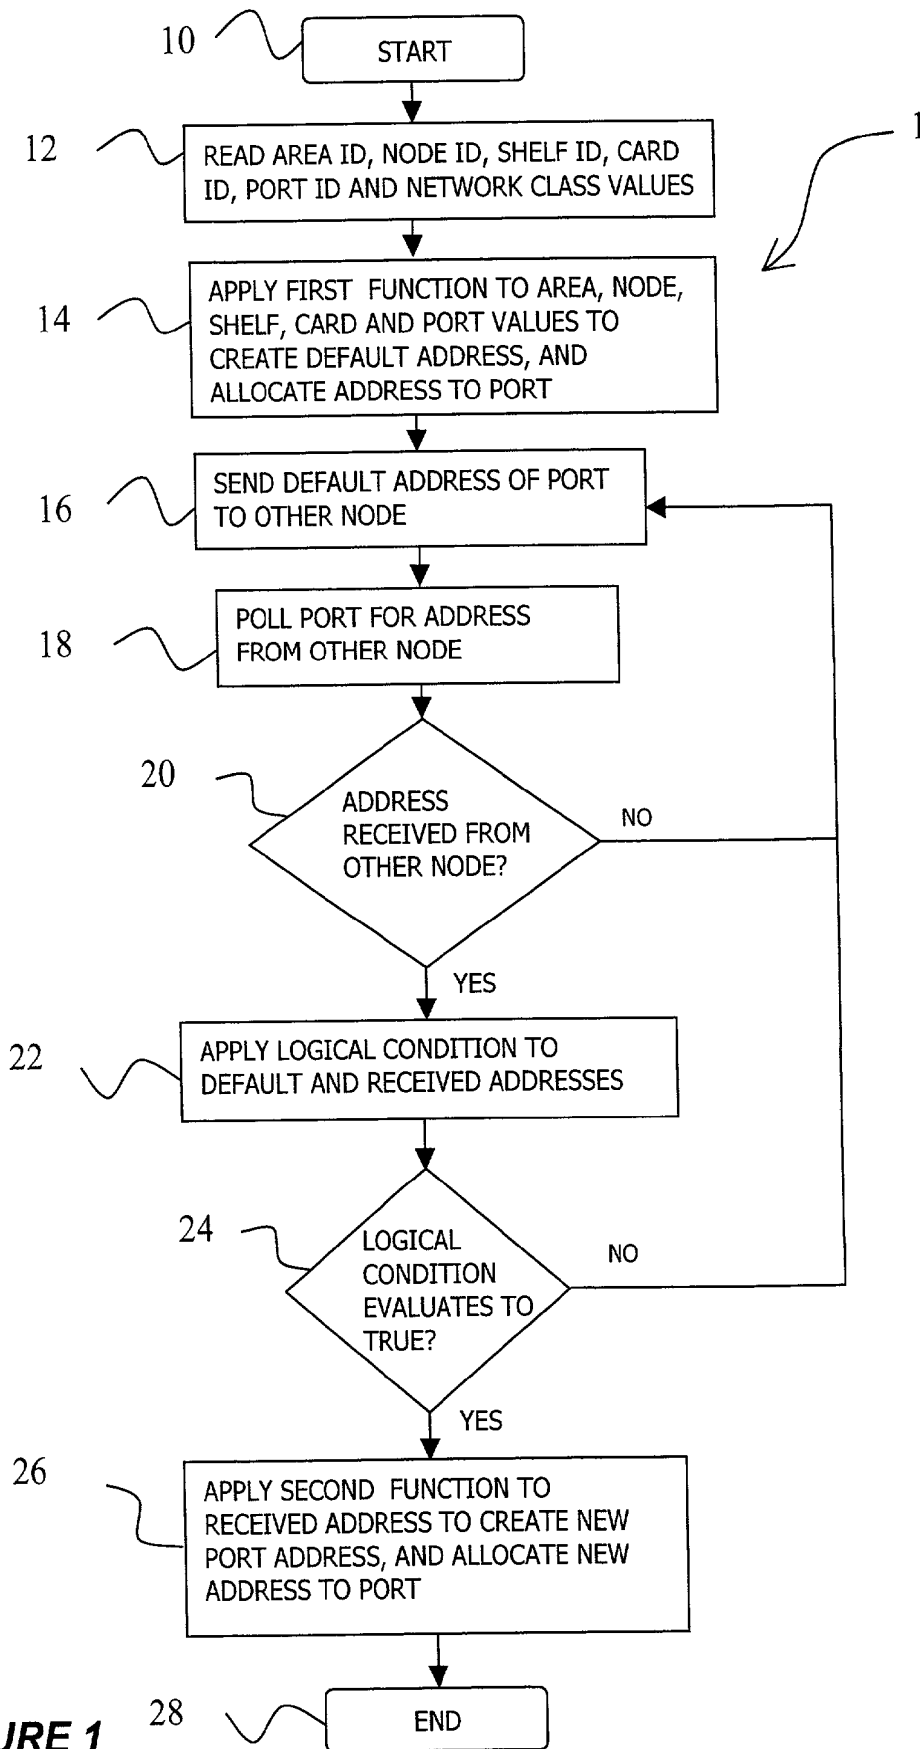 10
START
1
12
READ AREA ID, NODE ID, SHELF ID, CARD
ID, PORT ID AND NETWORK CLASS VALUES
14
APPLY FIRST FUNCTION TO AREA, NODE,
SHELF, CARD AND PORT VALUES TO
CREATE DEFAULT ADDRESS, AND
ALLOCATE ADDRESS TO PORT
16
SEND DEFAULT ADDRESS OF PORT
TO OTHER NODE
18
POLL PORT FOR ADDRESS
FROM OTHER NODE
20
ADDRESS
RECEIVED FROM
OTHER NODE?
NO
YES
22
APPLY LOGICAL CONDITION TO
DEFAULT AND RECEIVED ADDRESSES
24
LOGICAL
CONDITION
EVALUATES TO
TRUE?
NO
YES
26
APPLY SECOND FUNCTION TO
RECEIVED ADDRESS TO CREATE NEW
PORT ADDRESS, AND ALLOCATE NEW
ADDRESS TO PORT
28
END
URE 1